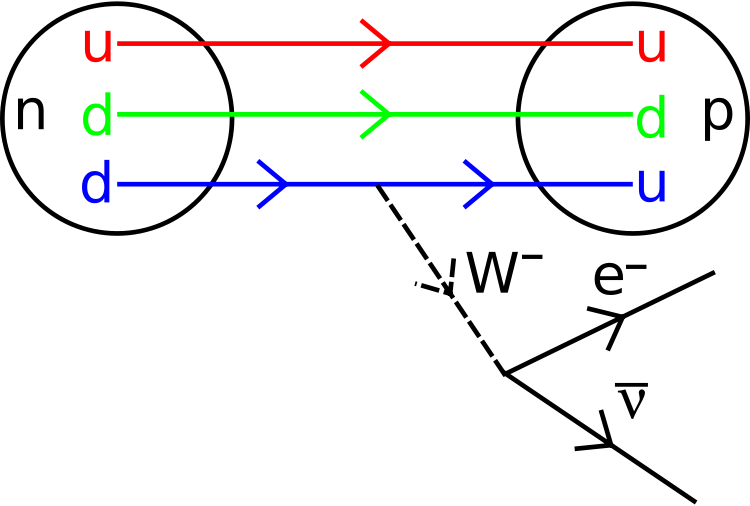 u u
n d d p
d u
W⁻ e⁻
ν̅